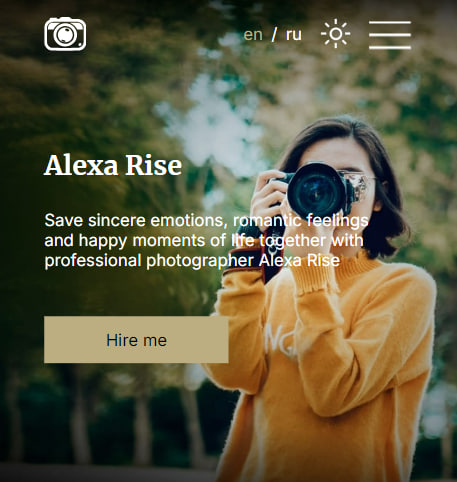 en / ru
Alexa Rise
Save sincere emotions, romantic feelings
and happy moments of life together with
professional photographer Alexa Rise
Hire me